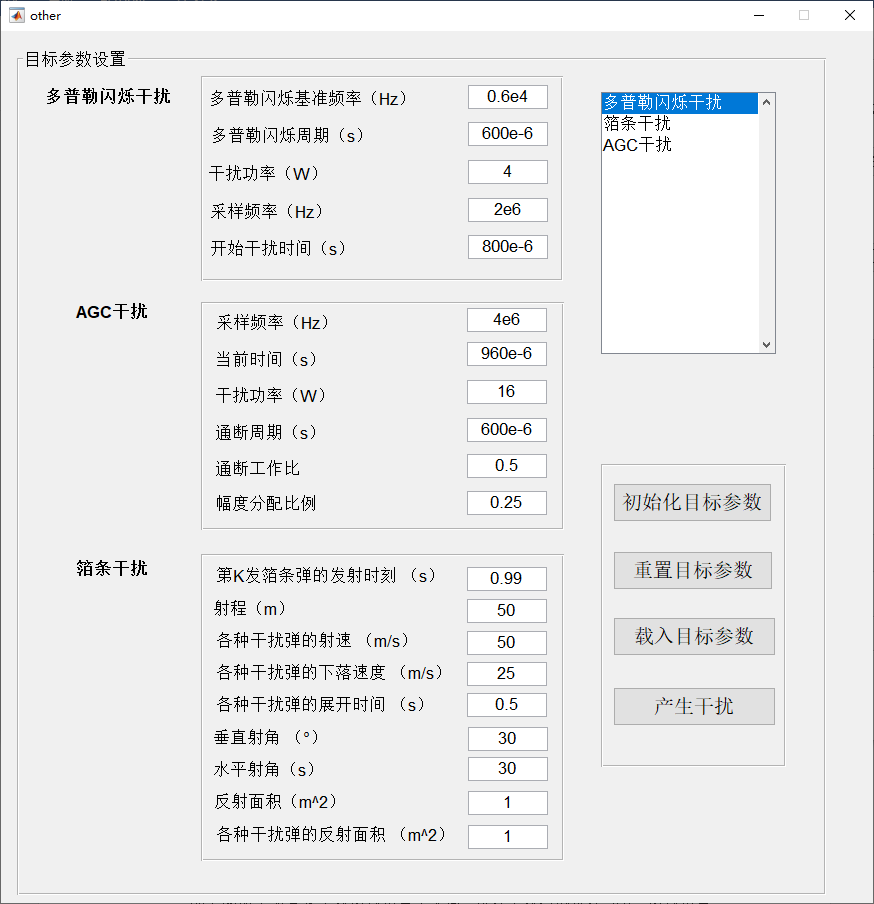 other
目标参数设置
多普勒闪烁干扰
多普勒闪烁基准频率（Hz） 0.6e4
多普勒闪烁周期（s） 600e-6
干扰功率（W） 4
采样频率（Hz） 2e6
开始干扰时间（s） 800e-6
AGC干扰
采样频率（Hz） 4e6
当前时间（s） 960e-6
干扰功率（W） 16
通断周期（s） 600e-6
通断工作比 0.5
幅度分配比例 0.25
箔条干扰
第K发箔条弹的发射时刻 （s） 0.99
射程（m） 50
各种干扰弹的射速 （m/s） 50
各种干扰弹的下落速度 （m/s） 25
各种干扰弹的展开时间 （s） 0.5
垂直射角 （°） 30
水平射角（s） 30
反射面积（m^2） 1
各种干扰弹的反射面积 （m^2） 1
多普勒闪烁干扰
箔条干扰
AGC干扰
初始化目标参数
重置目标参数
载入目标参数
产生干扰